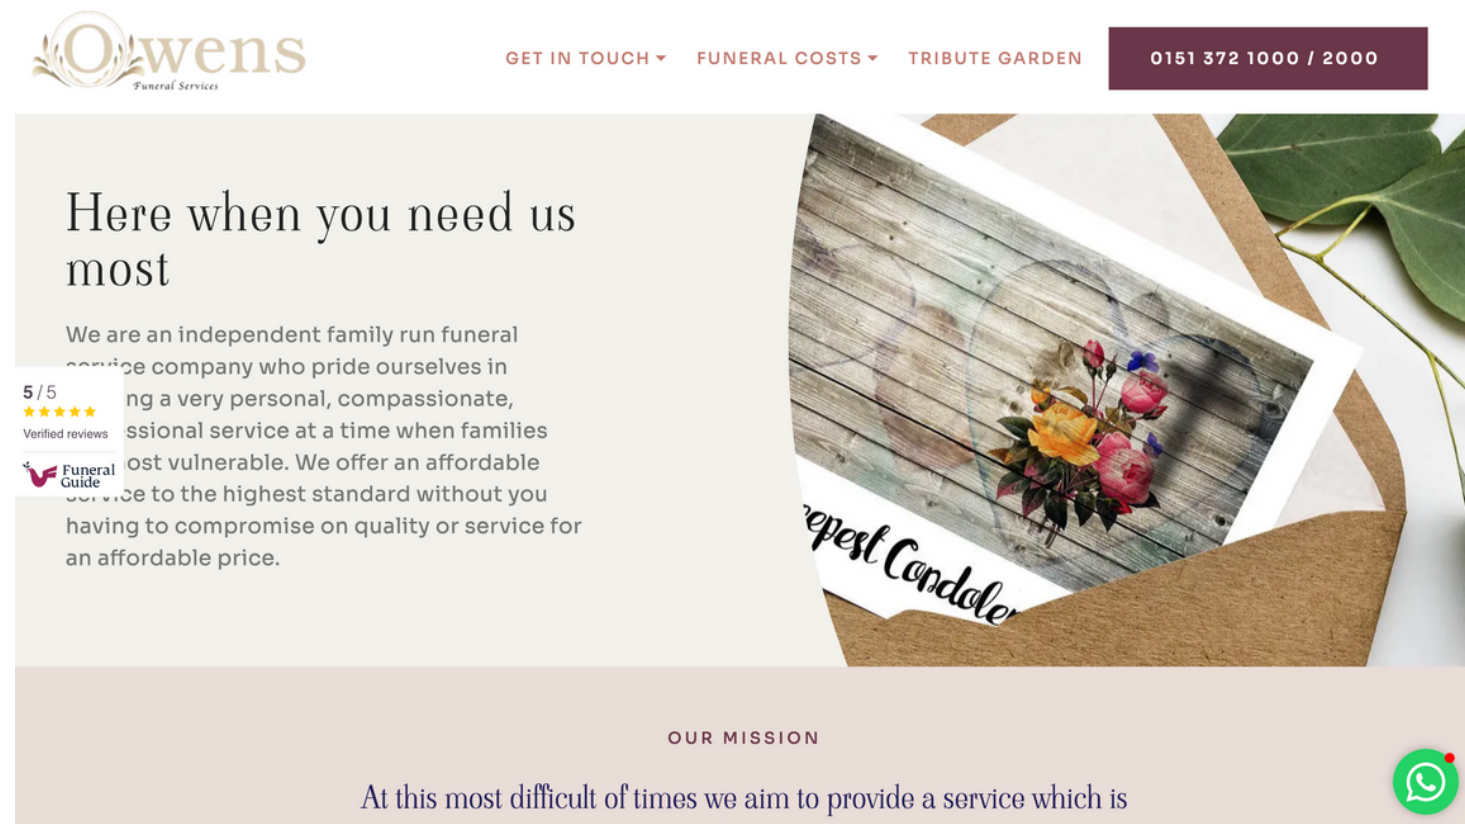 Owens
Funeral Services
GET IN TOUCH
FUNERAL COSTS
TRIBUTE GARDEN
0151 372 1000 / 2000
Here when you need us
most
We are an independent family run funeral
service company who pride ourselves in
ng a very personal, compassionate,
ssional service at a time when families
ost vulnerable. We offer an affordable
service to the highest standard without you
having to compromise on quality or service for
an affordable price.
5 / 5
Verified reviews
Funeral
Guide
epest Condole
OUR MISSION
At this most difficult of times we aim to provide a service which is